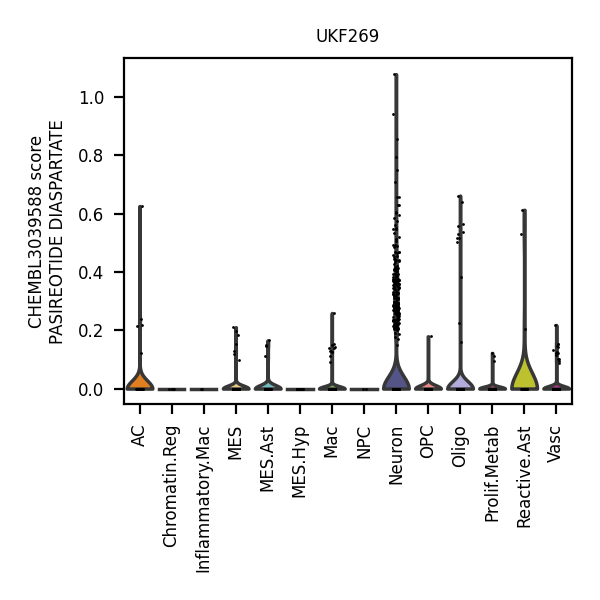 UKF269
CHEMBL3039588 score
PASIREOTIDE DIASPARTATE
1.0
0.8
0.6
0.4
0.2
0.0
AC
Chromatin.Reg
Inflammatory.Mac
MES
MES.Ast
MES.Hyp
Mac
NPC
Neuron
OPC
Oligo
Prolif.Metab
Reactive.Ast
Vasc